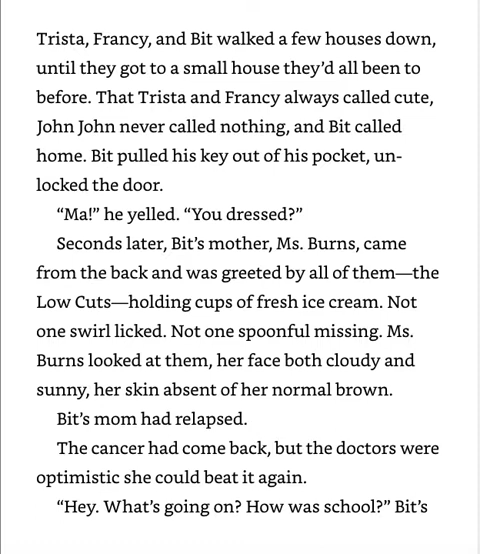 Trista, Francy, and Bit walked a few houses down,
until they got to a small house they’d all been to
before. That Trista and Francy always called cute,
John John never called nothing, and Bit called
home. Bit pulled his key out of his pocket, un-
locked the door.
“Ma!” he yelled. “You dressed?”
Seconds later, Bit’s mother, Ms. Burns, came
from the back and was greeted by all of them—the
Low Cuts—holding cups of fresh ice cream. Not
one swirl licked. Not one spoonful missing. Ms.
Burns looked at them, her face both cloudy and
sunny, her skin absent of her normal brown.
Bit’s mom had relapsed.
The cancer had come back, but the doctors were
optimistic she could beat it again.
“Hey. What’s going on? How was school?” Bit’s